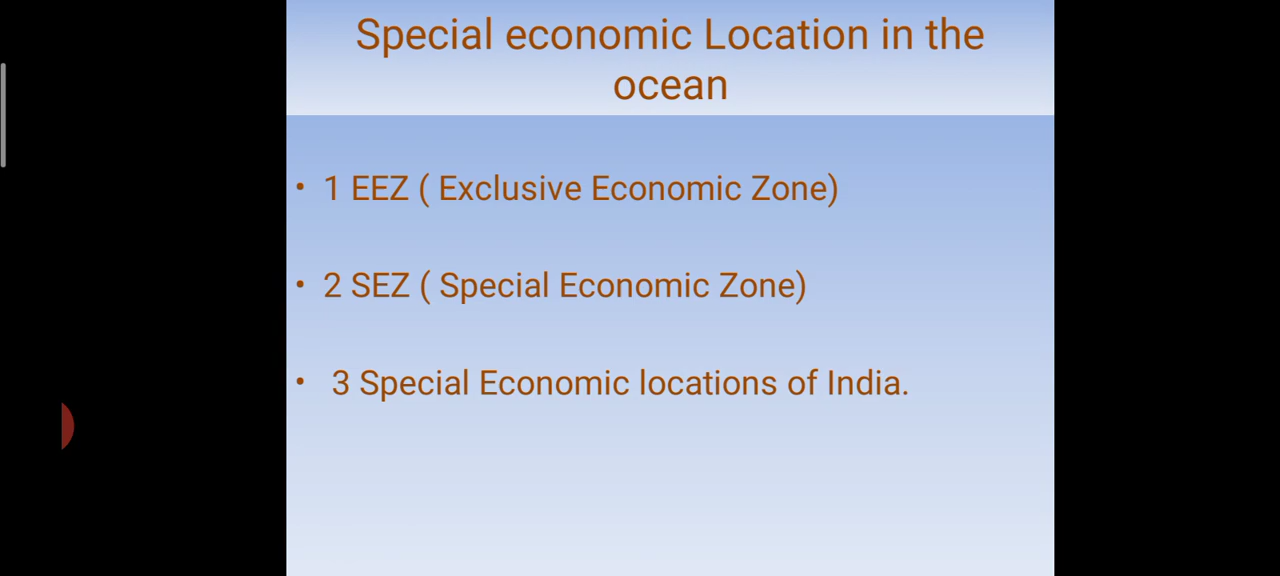 Special economic Location in the
ocean
• 1 EEZ ( Exclusive Economic Zone)
• 2 SEZ ( Special Economic Zone)
• 3 Special Economic locations of India.